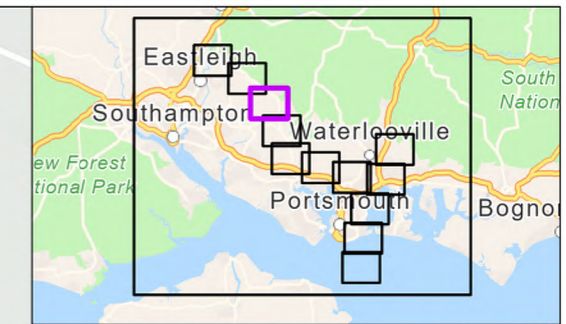 Eastleigh
South
Nation
Southampton
Waterlooville
ew Forest
tional Park
Portsmouth
Bognor